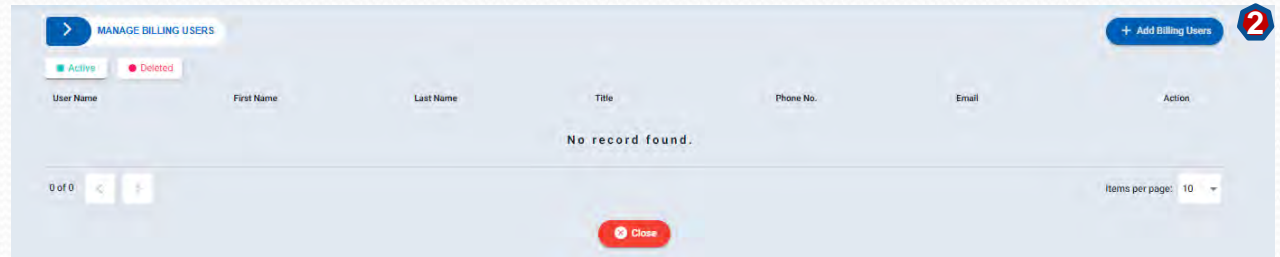 MANAGE BILLING USERS
+ Add Billing Users
2
Active
Deleted
User Name First Name Last Name Title Phone No. Email Action
No record found.
0 of 0
Items per page: 10
Close